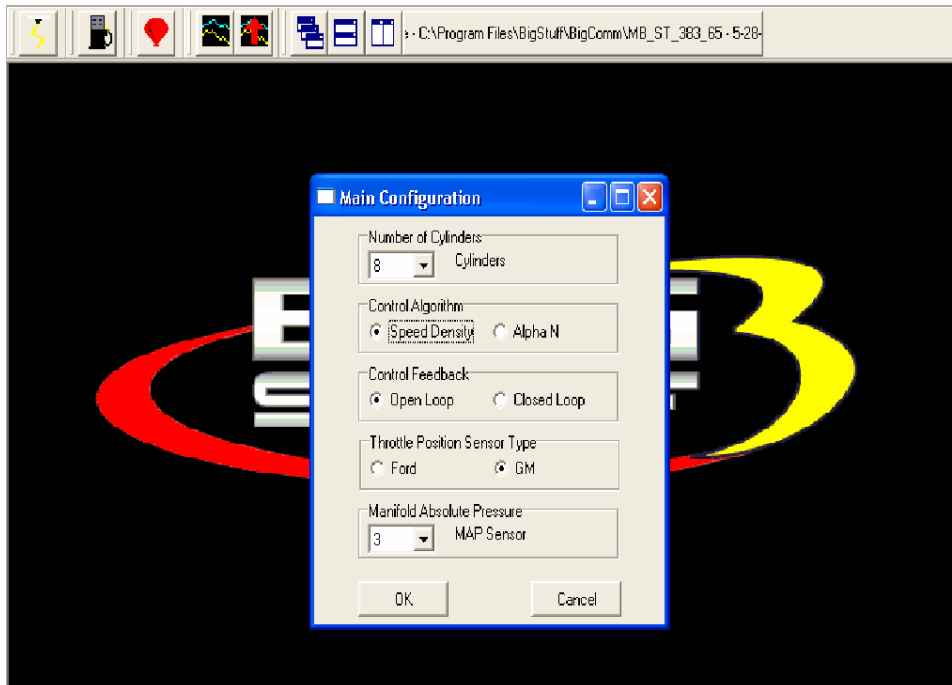 - C:\Program Files\BigStuff\BigComm\MB_ST_383_65 - 5-28-
Main Configuration
Number of Cylinders
8 Cylinders
Control Algorithm
Speed Density Alpha N
Control Feedback
Open Loop Closed Loop
Throttle Position Sensor Type
Ford GM
Manifold Absolute Pressure
3 MAP Sensor
OK Cancel
3